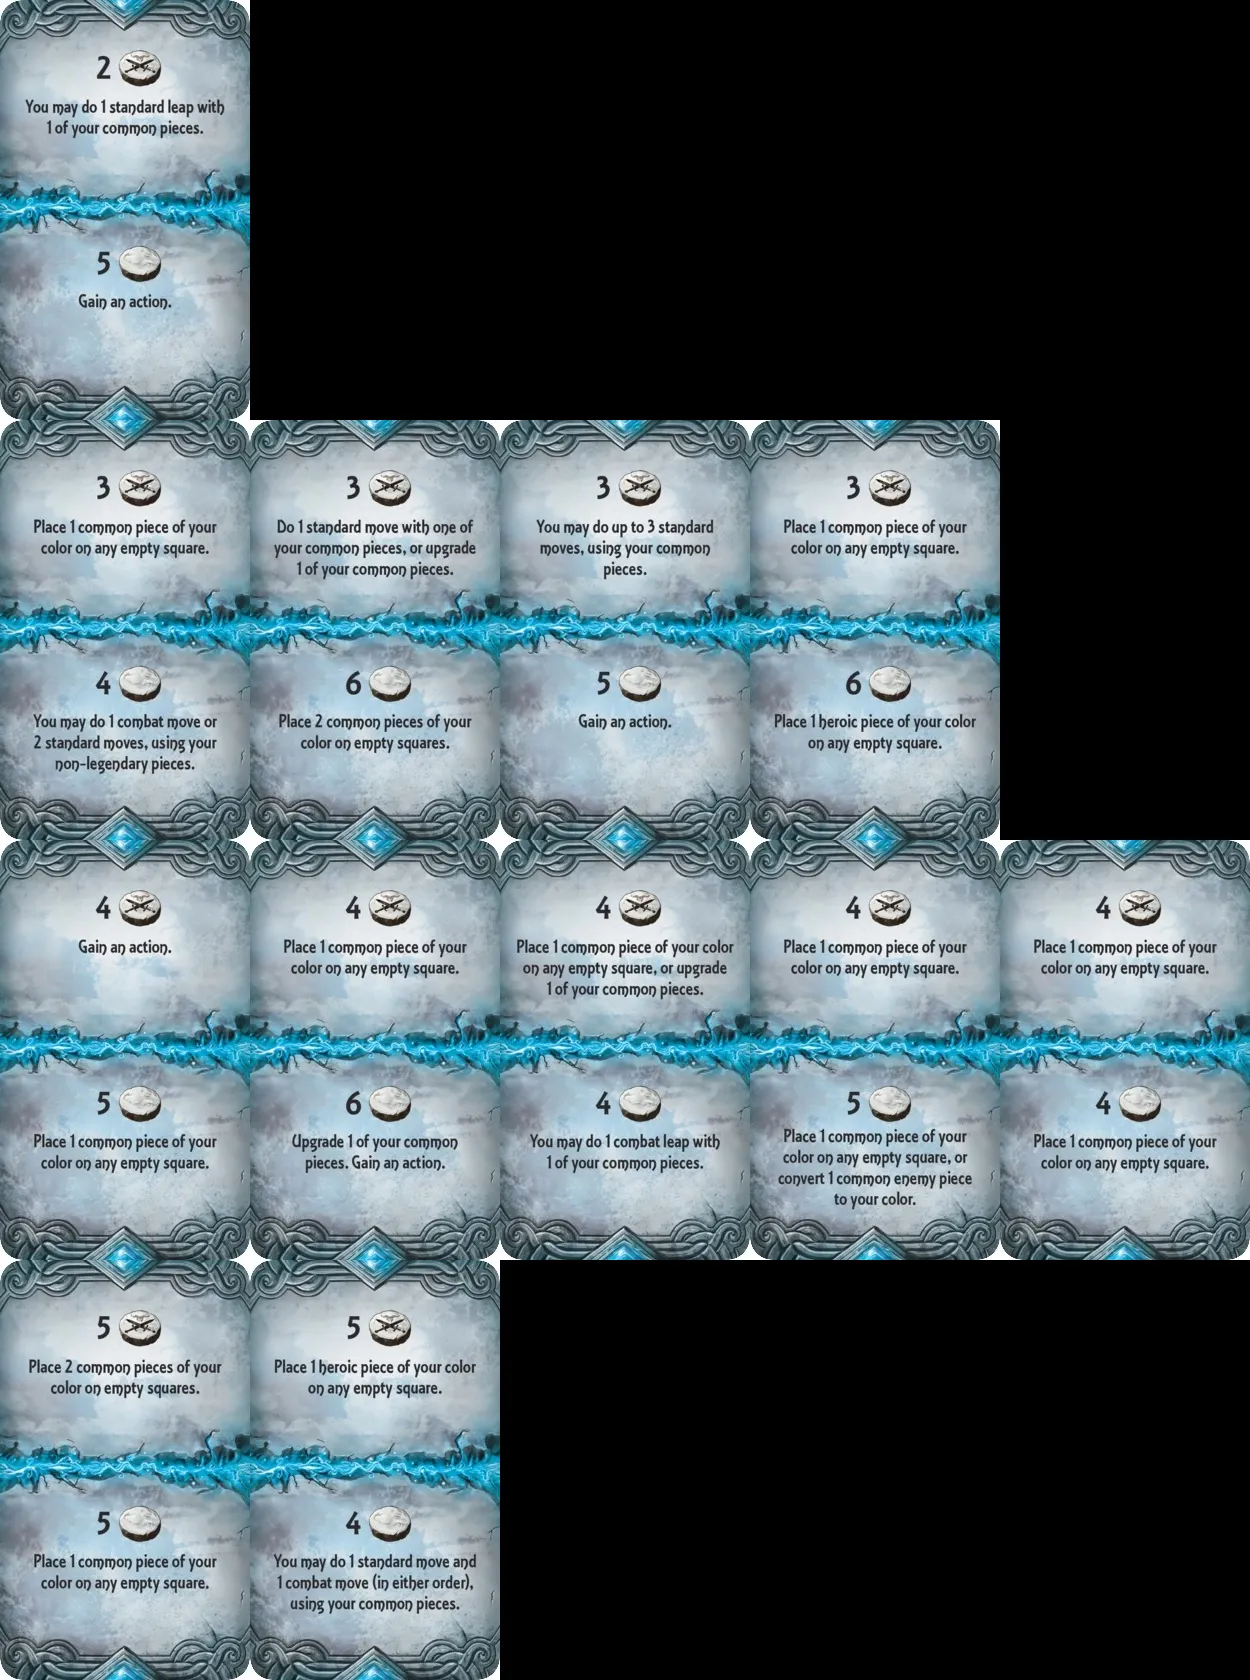 2
You may do 1 standard leap with
1 of your common pieces.
5
Gain an action.
3
Place 1 common piece of your
color on any empty square.
4
You may do 1 combat move or
2 standard moves, using your
non-legendary pieces.
3
Do 1 standard move with one of
your common pieces, or upgrade
1 of your common pieces.
6
Place 2 common pieces of your
color on empty squares.
3
You may do up to 3 standard
moves, using your common
pieces.
5
Gain an action.
3
Place 1 common piece of your
color on any empty square.
6
Place 1 heroic piece of your color
on any empty square.
4
Gain an action.
5
Place 1 common piece of your
color on any empty square.
4
Place 1 common piece of your
color on any empty square.
6
Upgrade 1 of your common
pieces. Gain an action.
4
Place 1 common piece of your color
on any empty square, or upgrade
1 of your common pieces.
4
You may do 1 combat leap with
1 of your common pieces.
4
Place 1 common piece of your
color on any empty square.
5
Place 1 common piece of your
color on any empty square, or
convert 1 common enemy piece
to your color.
4
Place 1 common piece of your
color on any empty square.
4
Place 1 common piece of your
color on any empty square.
5
Place 2 common pieces of your
color on empty squares.
5
Place 1 common piece of your
color on any empty square.
5
Place 1 heroic piece of your color
on any empty square.
4
You may do 1 standard move and
1 combat move (in either order),
using your common pieces.